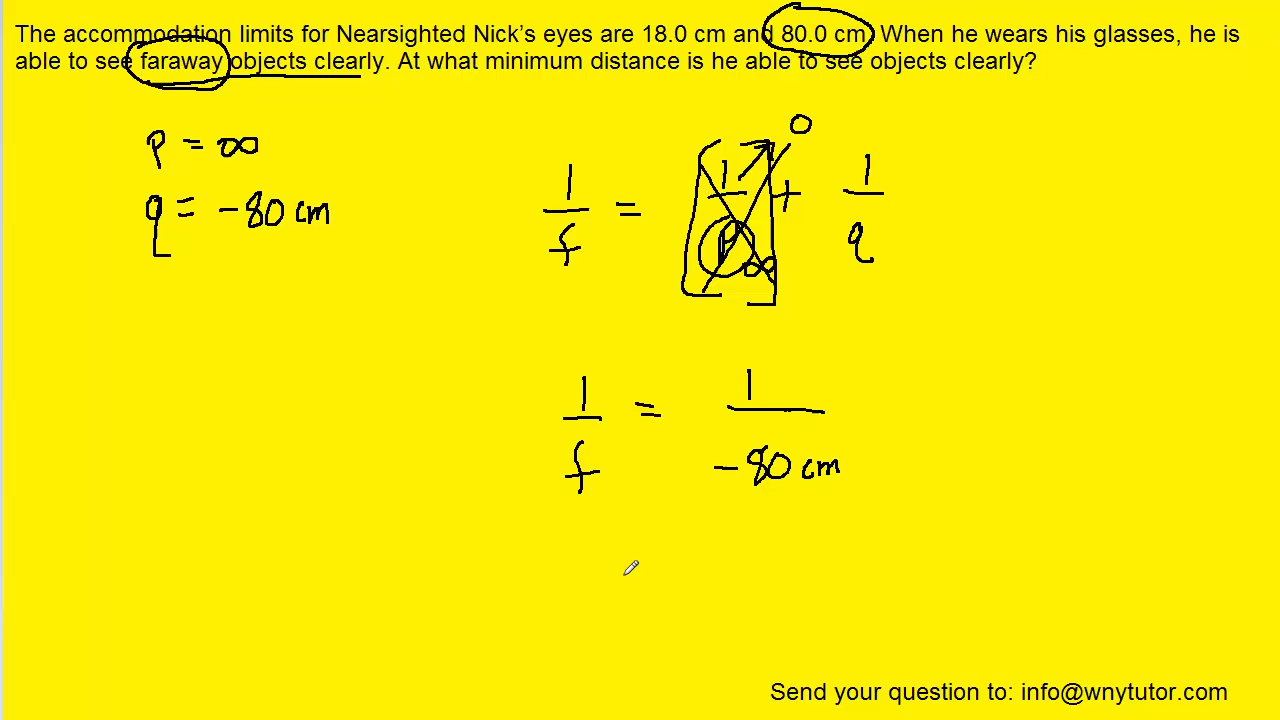 The accommodation limits for Nearsighted Nick's eyes are 18.0 cm and 80.0 cm. When he wears his glasses, he is
able to see faraway objects clearly. At what minimum distance is he able to see objects clearly?
p = ∞
q = -80 cm
1/f = [1/p] + 1/q
0
∞
1/f = 1/-80 cm
Send your question to: info@wnytutor.com